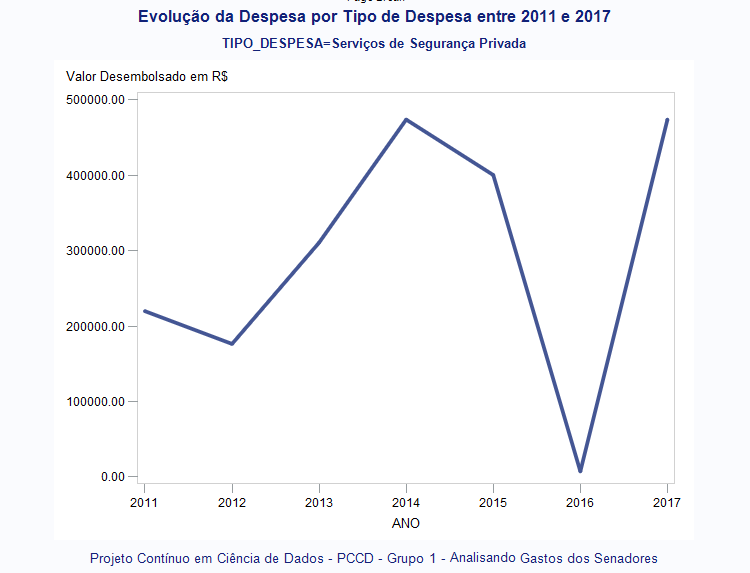 Evolução da Despesa por Tipo de Despesa entre 2011 e 2017
TIPO_DESPESA=Serviços de Segurança Privada
Valor Desembolsado em R$
500000.00
400000.00
300000.00
200000.00
100000.00
0.00
2011 2012 2013 2014 2015 2016 2017
ANO
Projeto Contínuo em Ciência de Dados - PCCD - Grupo 1 - Analisando Gastos dos Senadores